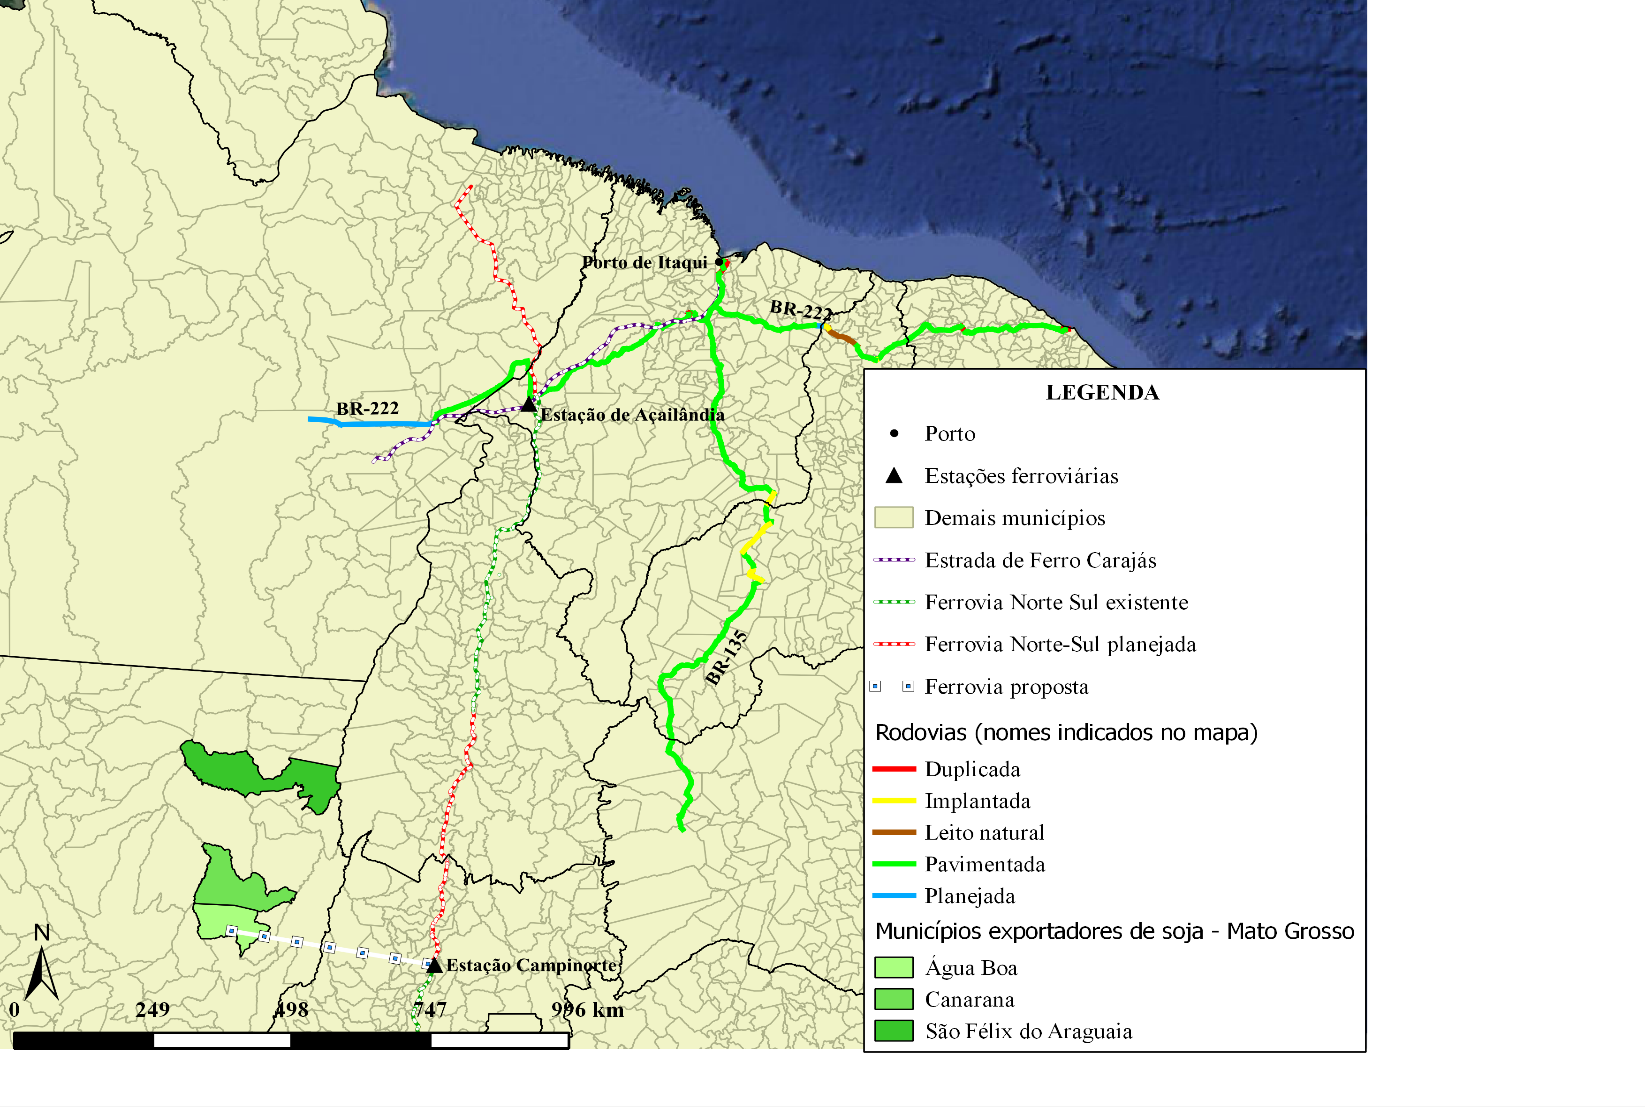 Porto de Itaqui
BR-222
BR-222
Estação de Açailândia
BR-135
Estação Campinorte
N
0 249 498 747 996 km
LEGENDA
Porto
Estações ferroviárias
Demais municípios
Estrada de Ferro Carajás
Ferrovia Norte Sul existente
Ferrovia Norte-Sul planejada
Ferrovia proposta
Rodovias (nomes indicados no mapa)
Duplicada
Implantada
Leito natural
Pavimentada
Planejada
Municípios exportadores de soja - Mato Grosso
Água Boa
Canarana
São Félix do Araguaia